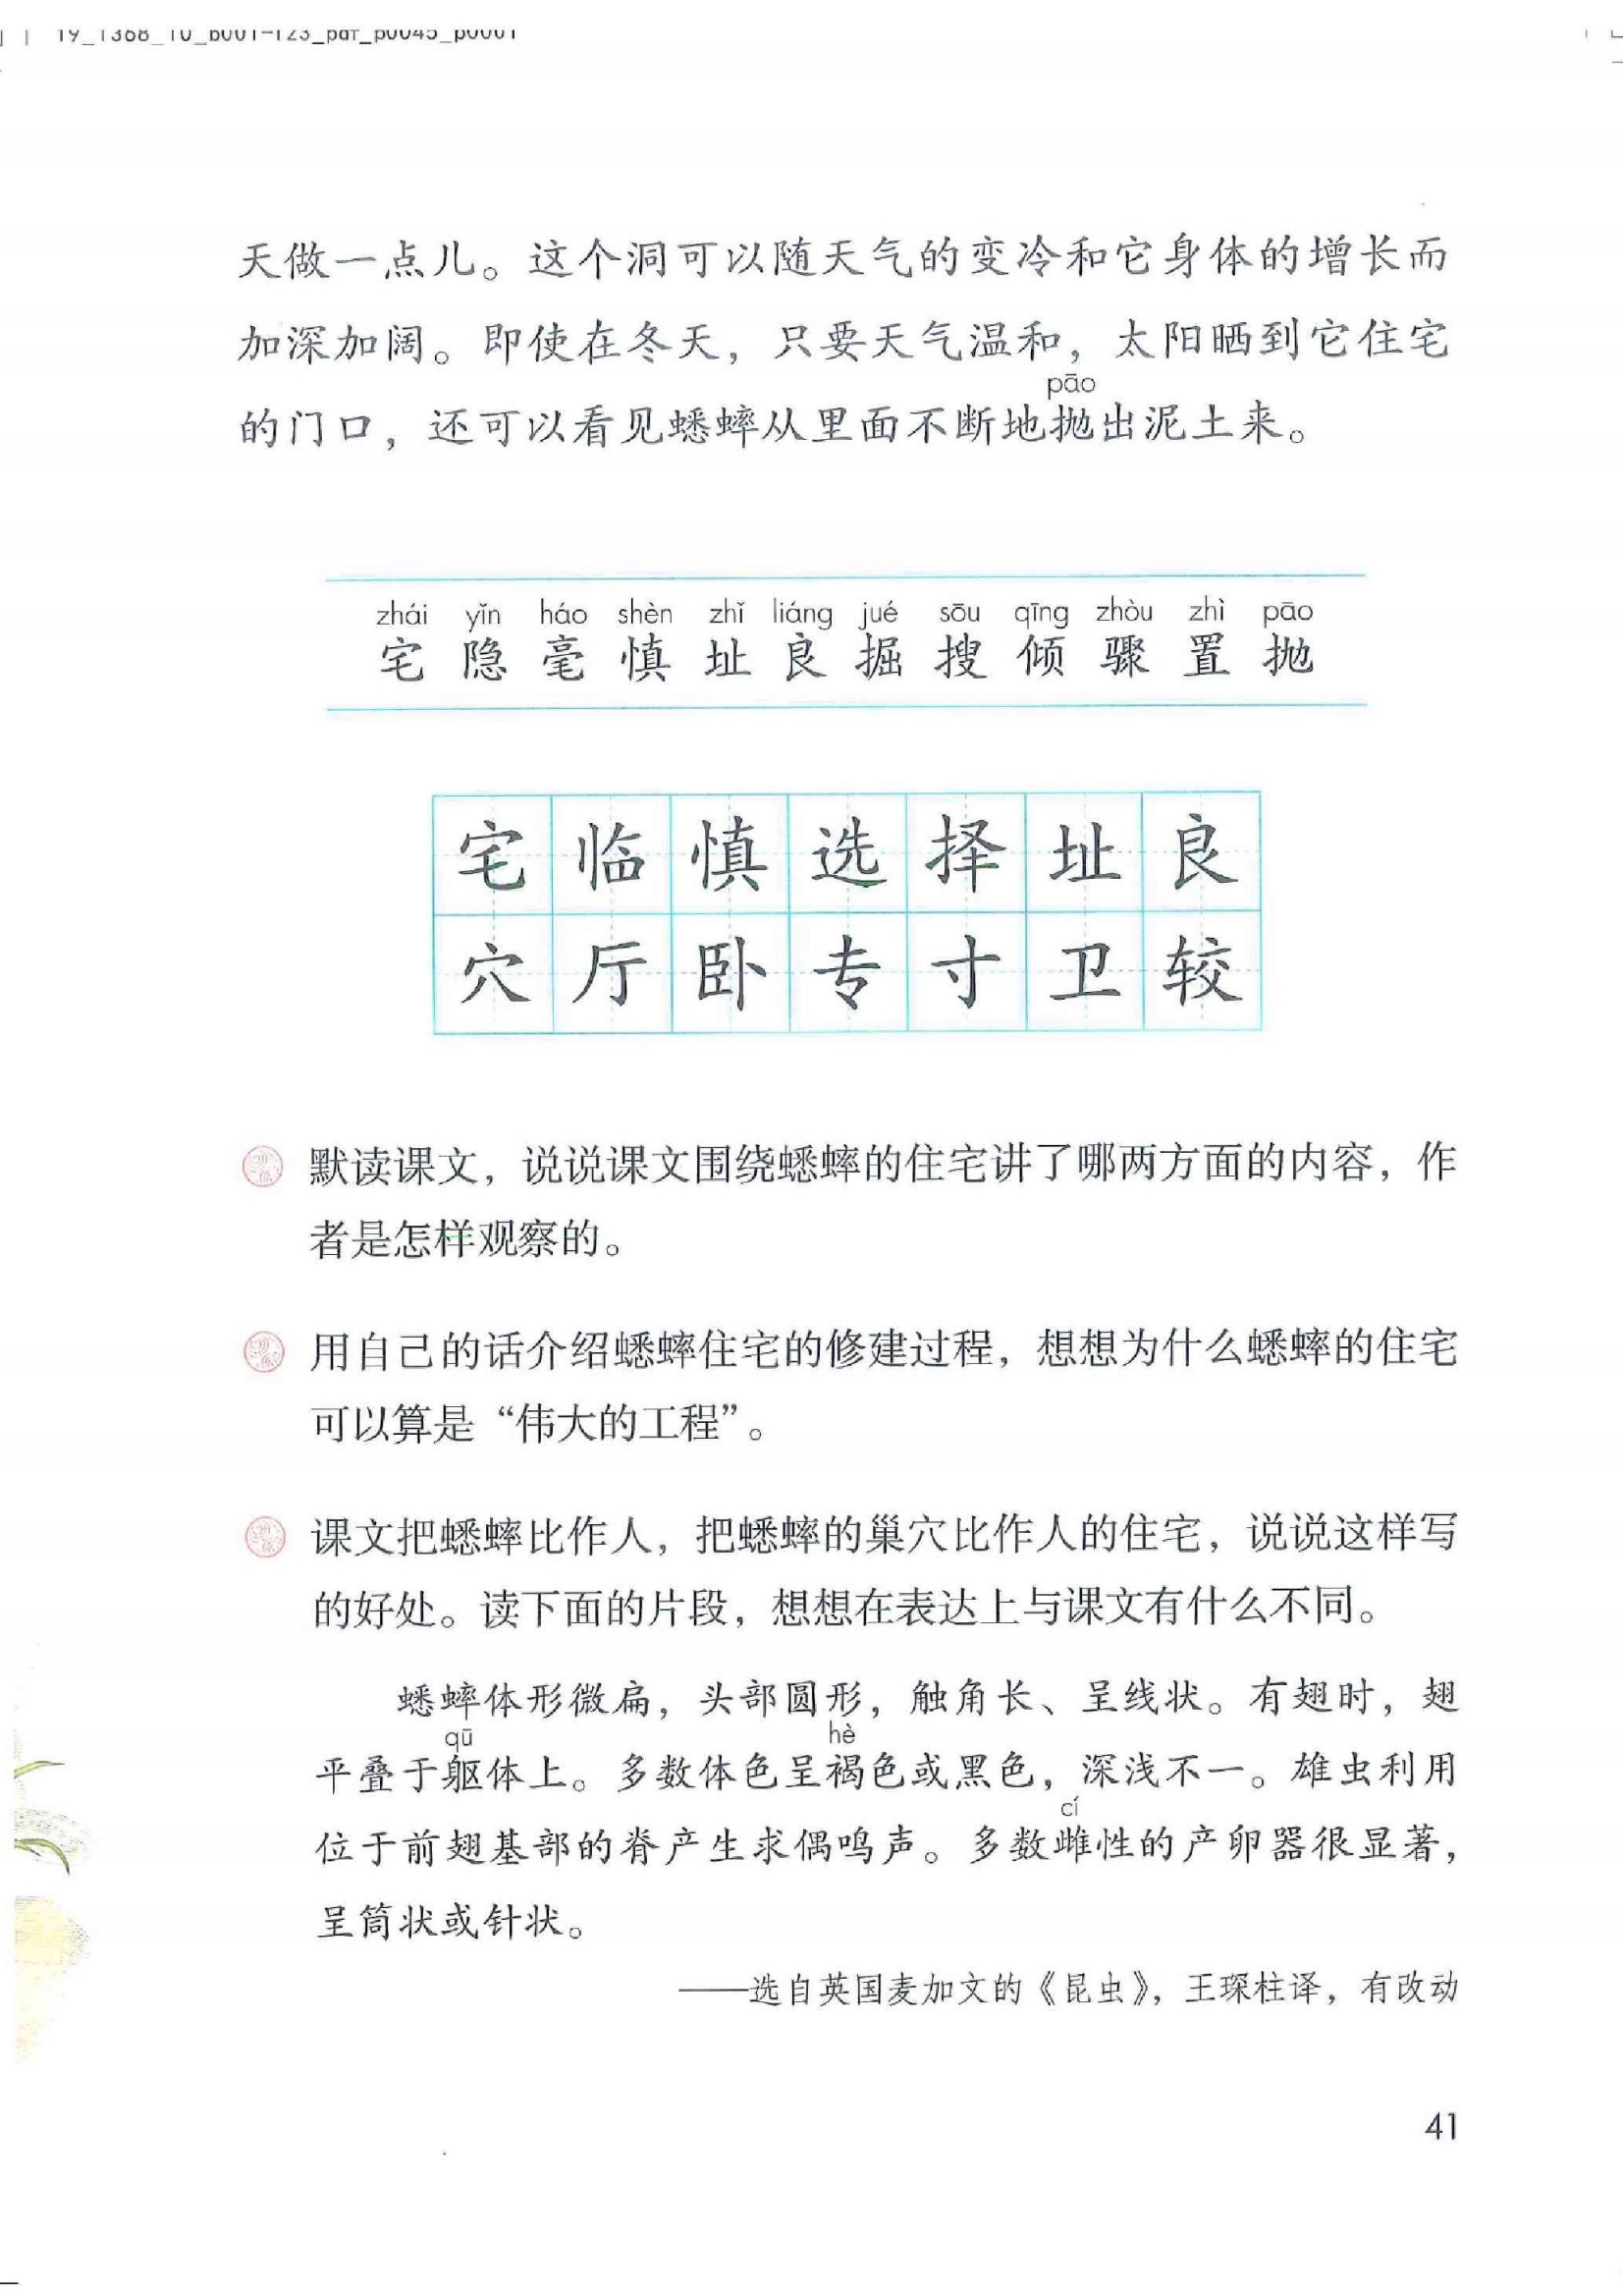 19_1368_10_b001-123_pdf_p0045_p0001
天做一点儿。这个洞可以随天气的变冷和它身体的增长而
加深加阔。即使在冬天，只要天气温和，太阳晒到它住宅
pāo
的门口，还可以看见蟋蟀从里面不断地抛出泥土来。
zhái yǐn háo shèn zhǐ liáng jué sōu qīng zhòu zhì pāo
宅 隐 毫 慎 址 良 掘 搜 倾 骤 置 抛
宅 临 慎 选 择 址 良
穴 厅 卧 专 寸 卫 较
默读课文，说说课文围绕蟋蟀的住宅讲了哪两方面的内容，作
者是怎样观察的。
用自己的话介绍蟋蟀住宅的修建过程，想想为什么蟋蟀的住宅
可以算是“伟大的工程”。
课文把蟋蟀比作人，把蟋蟀的巢穴比作人的住宅，说说这样写
的好处。读下面的片段，想想在表达上与课文有什么不同。
蟋蟀体形微扁，头部圆形，触角长、呈线状。有翅时，翅
qū hè
平叠于躯体上。多数体色呈褐色或黑色，深浅不一。雄虫利用
cí
位于前翅基部的脊产生求偶鸣声。多数雌性的产卵器很显著，
呈筒状或针状。
——选自英国麦加文的《昆虫》，王琛柱译，有改动
41